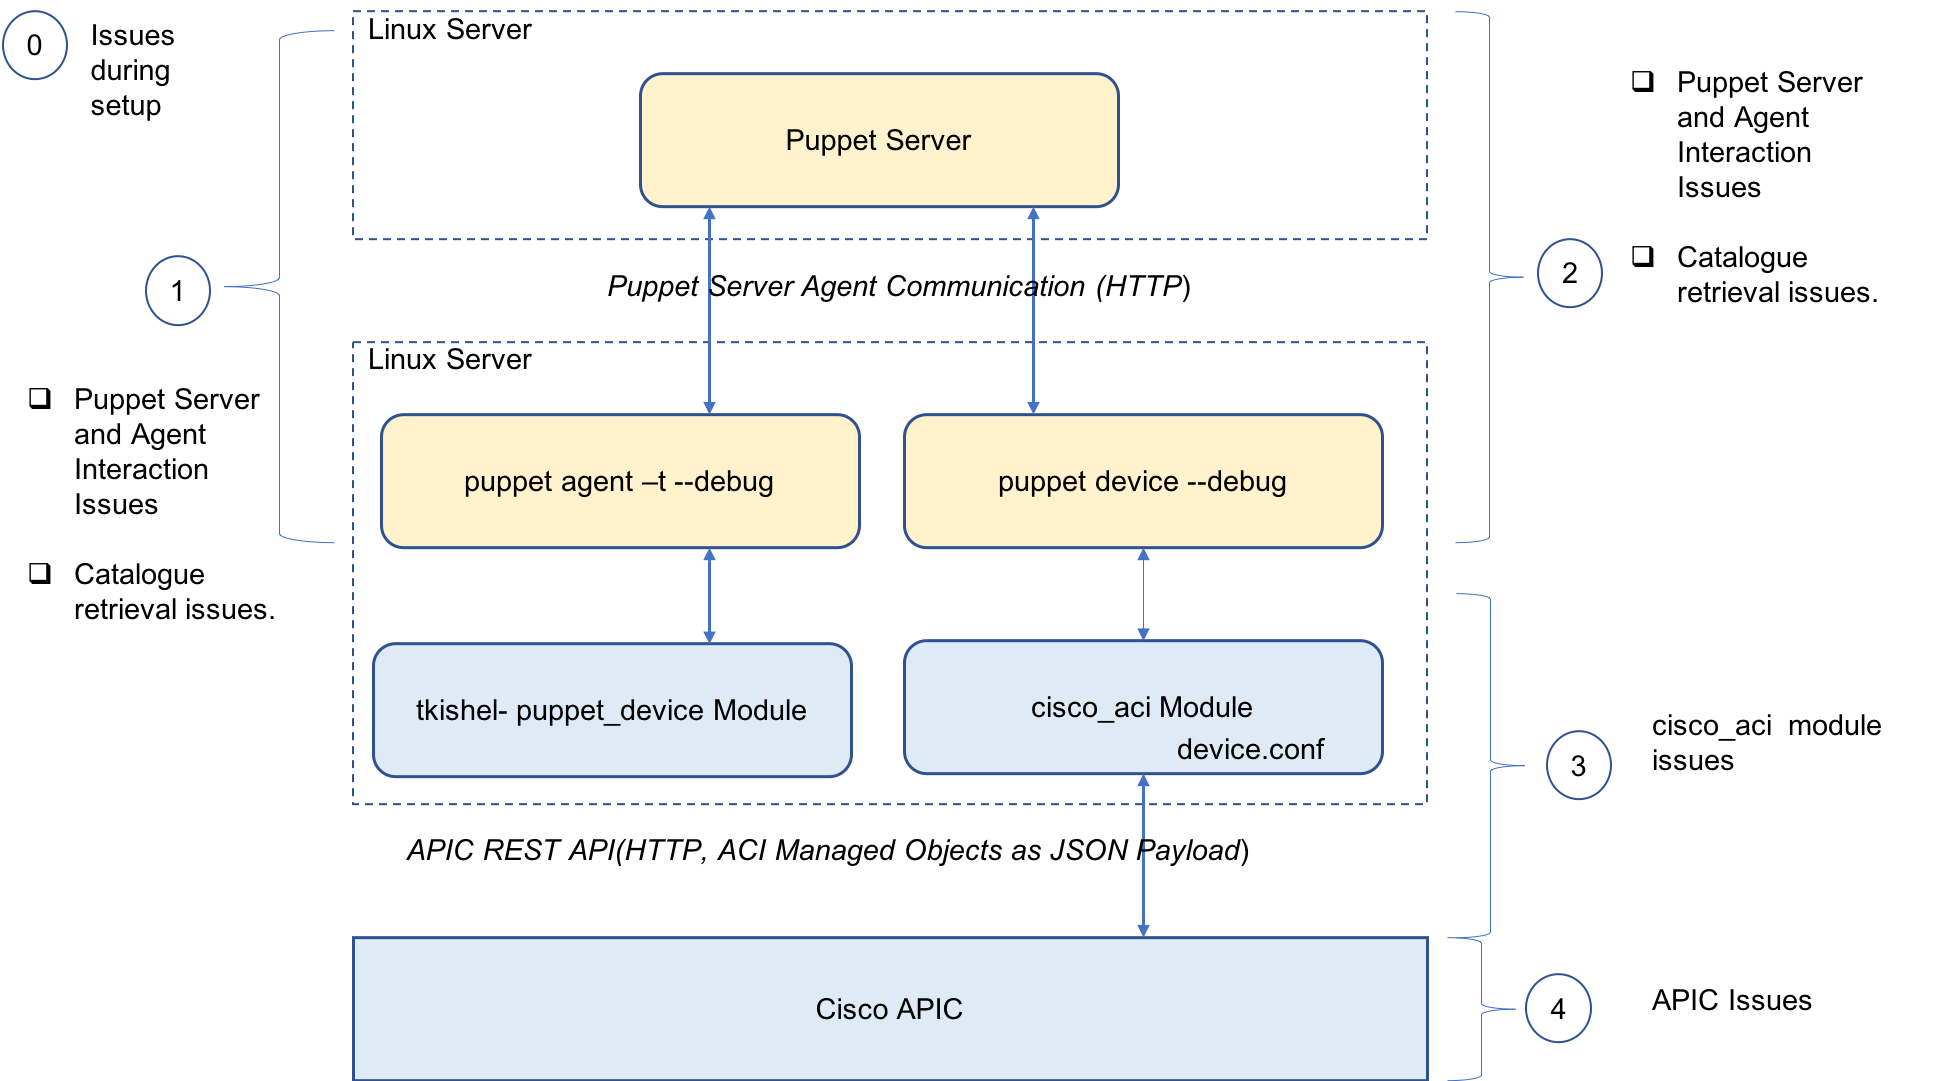 0
Issues
during
setup
Linux Server
Puppet Server
❑ Puppet Server
and Agent
Interaction
Issues
❑ Catalogue
retrieval issues.
2
1
Puppet Server Agent Communication (HTTP)
❑ Puppet Server
and Agent
Interaction
Issues
❑ Catalogue
retrieval issues.
Linux Server
puppet agent –t --debug
puppet device --debug
tkishel- puppet_device Module
cisco_aci Module
device.conf
3
cisco_aci module
issues
APIC REST API(HTTP, ACI Managed Objects as JSON Payload)
Cisco APIC
4
APIC Issues